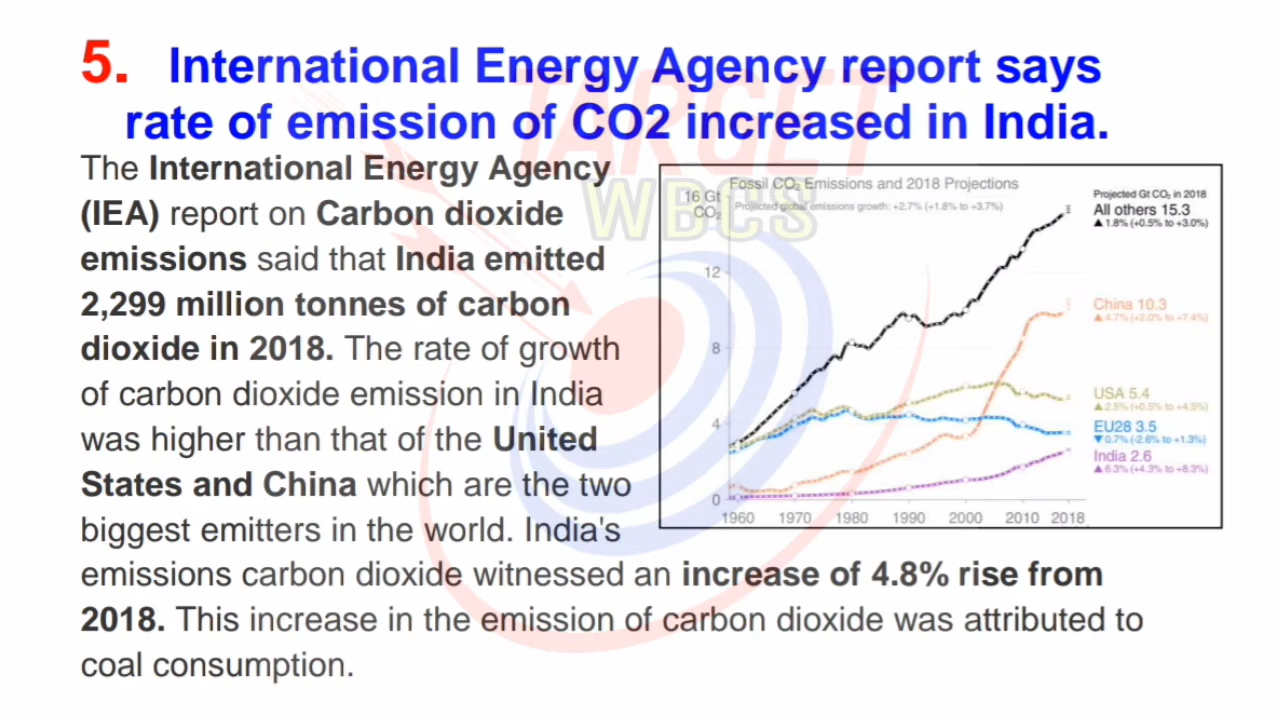 5. International Energy Agency report says
rate of emission of CO2 increased in India.
The International Energy Agency
(IEA) report on Carbon dioxide
emissions said that India emitted
2,299 million tonnes of carbon
dioxide in 2018. The rate of growth
of carbon dioxide emission in India
was higher than that of the United
States and China which are the two
biggest emitters in the world. India's
emissions carbon dioxide witnessed an increase of 4.8% rise from
2018. This increase in the emission of carbon dioxide was attributed to
coal consumption.
TARGET
WBCS
Fossil CO₂ Emissions and 2018 Projections
Projected global emissions growth: +2.7% (+1.8% to +3.7%)
16 Gt
CO₂
12
8
4
0
1960 1970 1980 1990 2000 2010 2018
Projected Gt CO₂ in 2018
All others 15.3
▲ 1.8% (+0.5% to +3.0%)
China 10.3
▲ 4.7% (+2.0% to +7.4%)
USA 5.4
▲ 2.5% (+0.5% to +4.5%)
EU28 3.5
▼ 0.7% (-2.6% to +1.3%)
India 2.6
▲ 6.3% (+4.3% to +8.3%)